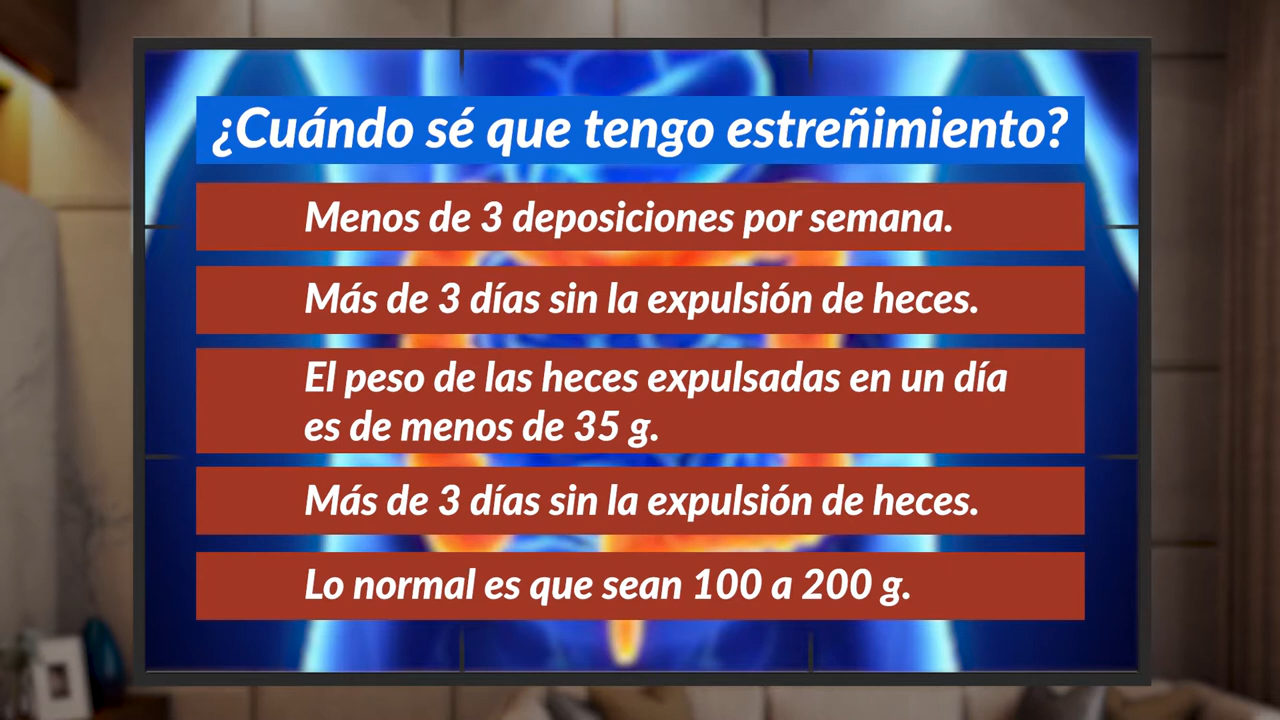 ¿Cuándo sé que tengo estreñimiento?
Menos de 3 deposiciones por semana.
Más de 3 días sin la expulsión de heces.
El peso de las heces expulsadas en un día
es de menos de 35 g.
Más de 3 días sin la expulsión de heces.
Lo normal es que sean 100 a 200 g.